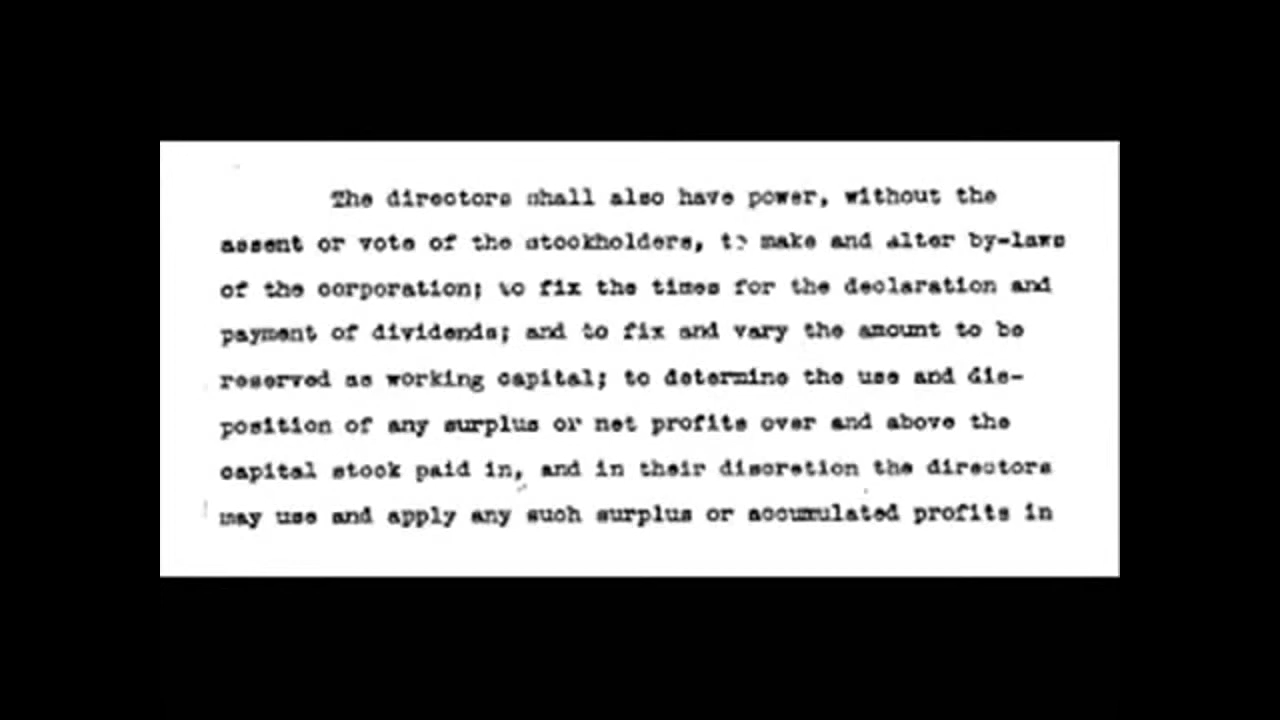 The directors shall also have power, without the
assent or vote of the stockholders, to make and alter by-laws
of the corporation; to fix the times for the declaration and
payment of dividends; and to fix and vary the amount to be
reserved as working capital; to determine the use and dis-
position of any surplus or net profits over and above the
capital stock paid in, and in their discretion the directors
may use and apply any such surplus or accumulated profits in